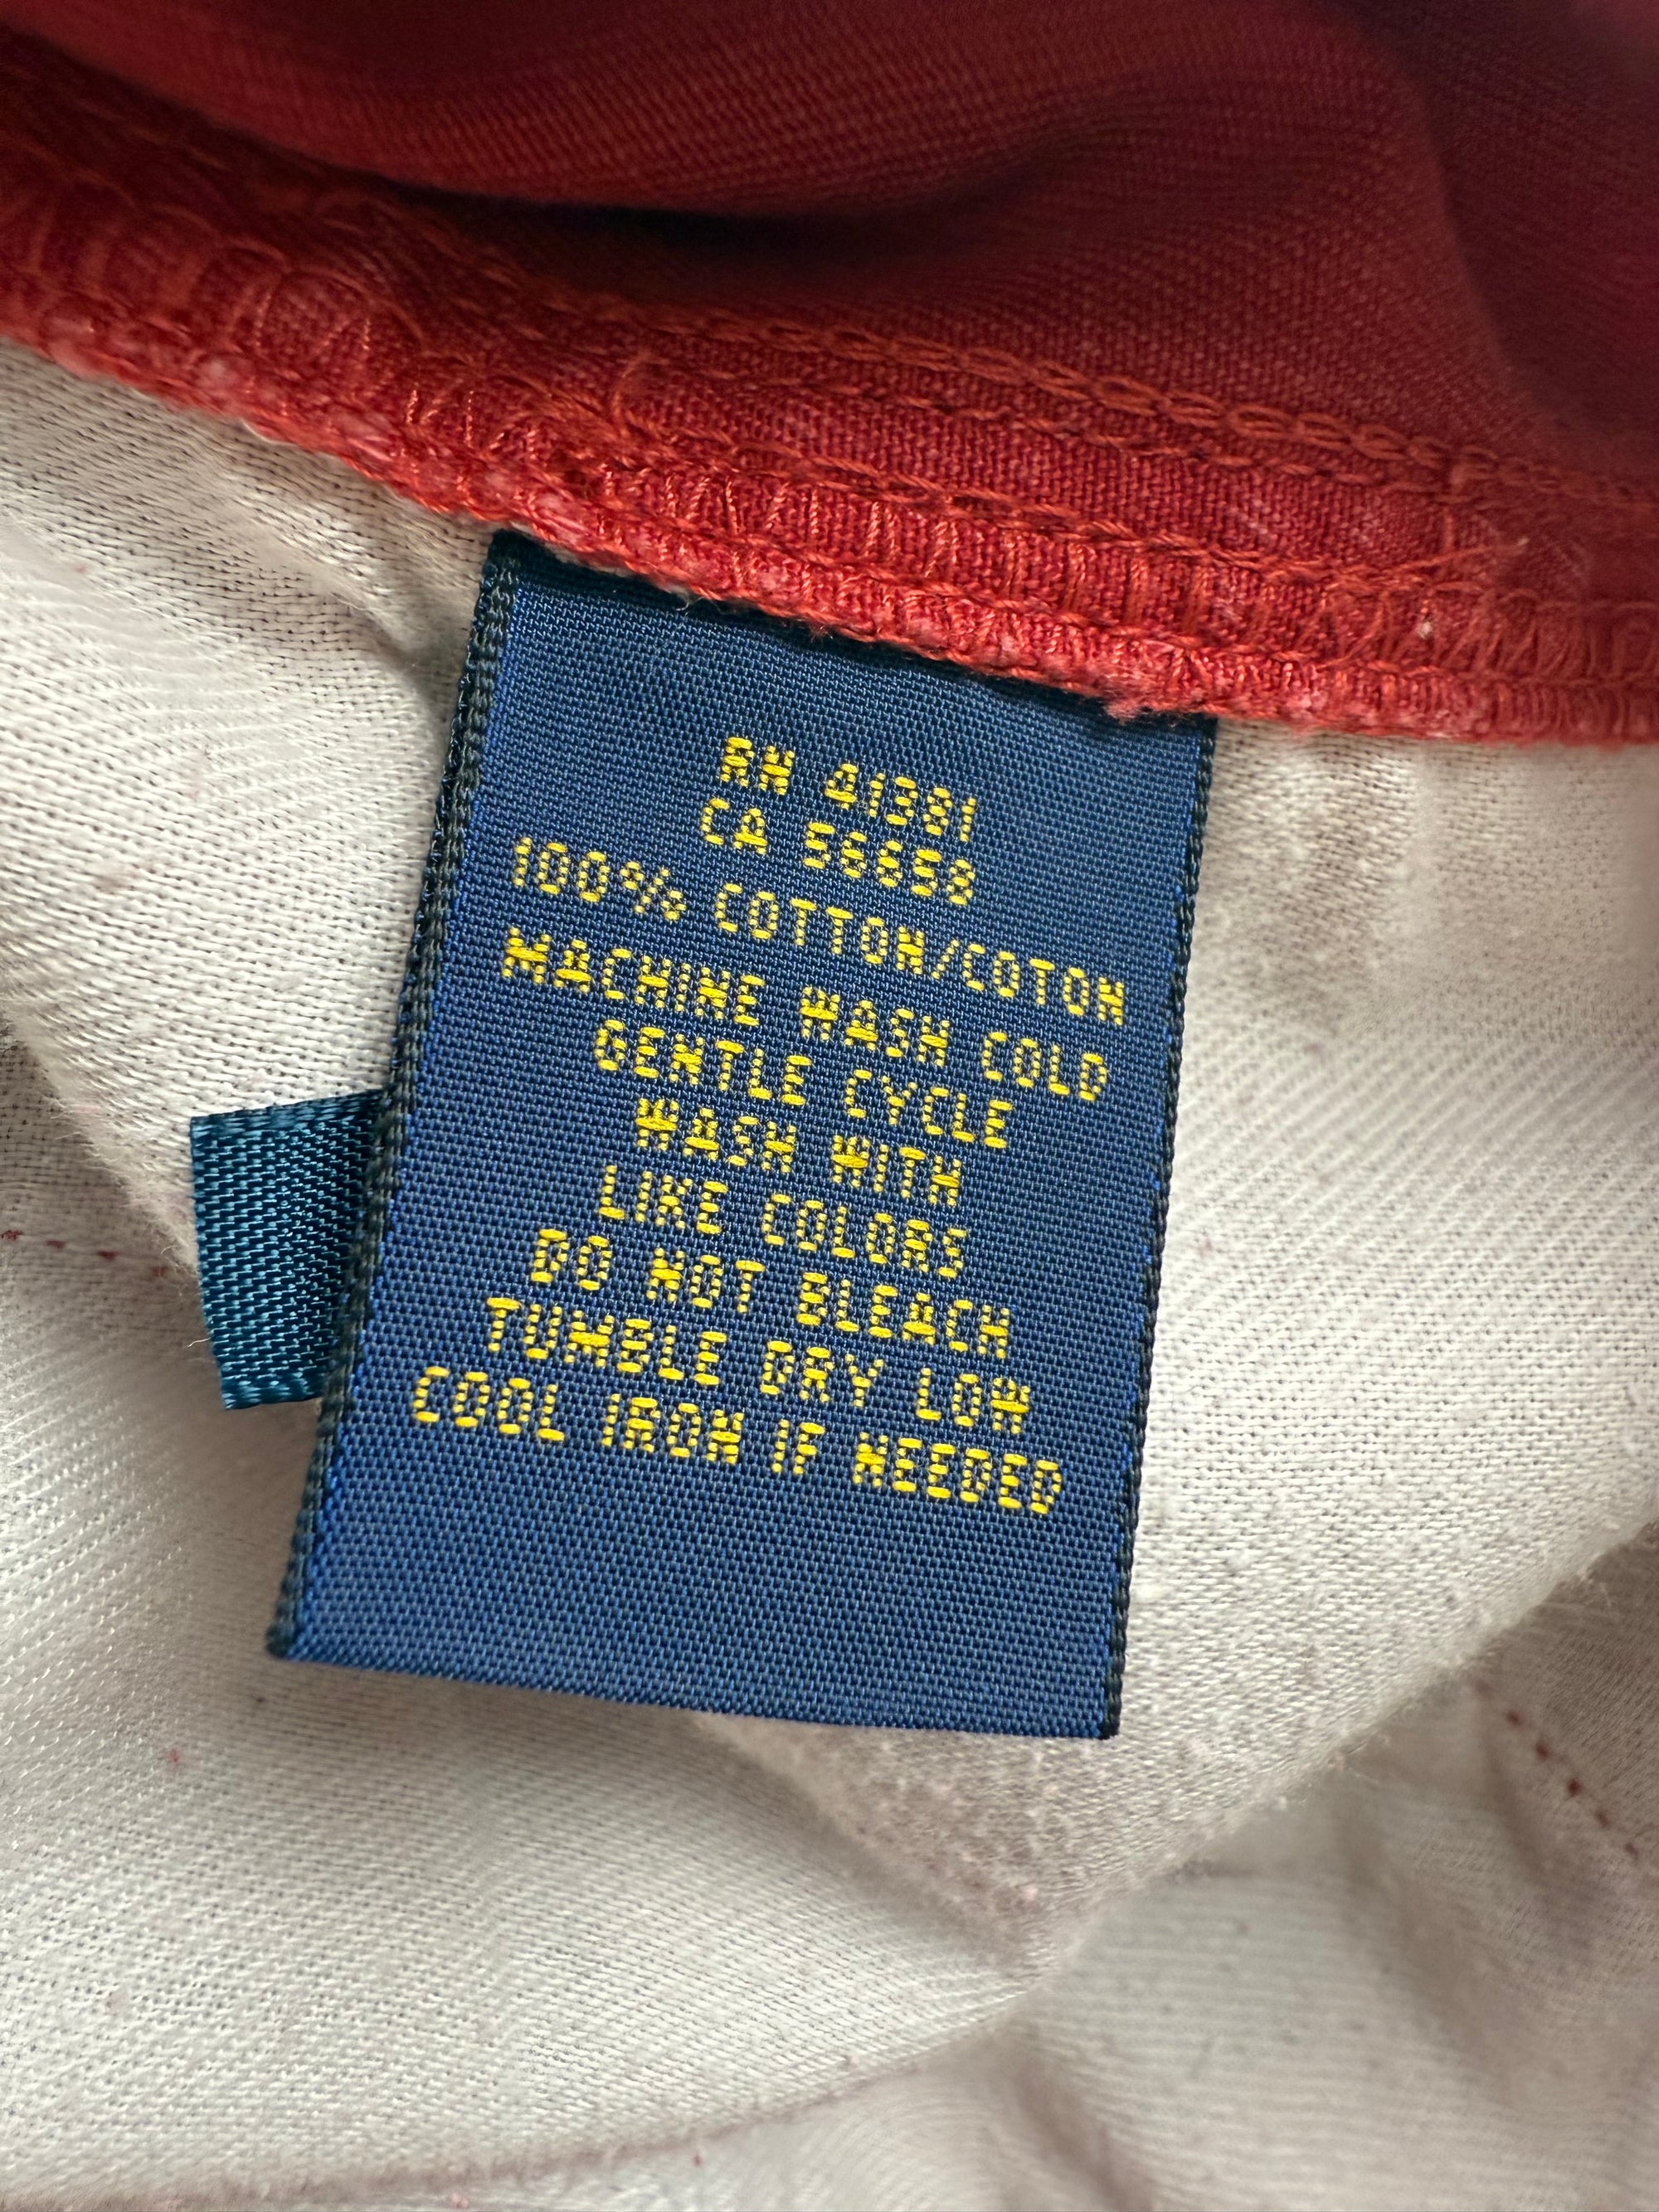 RN 41381
CA 56658
100% COTTON/COTON
MACHINE WASH COLD
GENTLE CYCLE
WASH WITH
LIKE COLORS
DO NOT BLEACH
TUMBLE DRY LOW
COOL IRON IF NEEDED